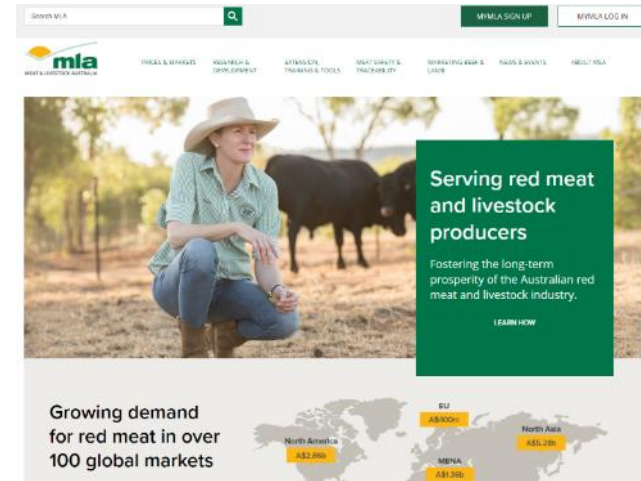 Search MLA
MYMLA SIGN UP
MYMLA LOG IN
mla
MEAT & LIVESTOCK AUSTRALIA
PRICES & MARKETS
RESEARCH &
DEVELOPMENT
EXTENSION,
TRAINING & TOOLS
MEAT SAFETY &
TRACEABILITY
MARKETING BEEF &
LAMB
NEWS & EVENTS
ABOUT MLA
Serving red meat
and livestock
producers
Fostering the long-term
prosperity of the Australian red
meat and livestock industry.
LEARN HOW
Growing demand
for red meat in over
100 global markets
EU
A$400m
North America
A$2.86b
North Asia
A$5.28b
MENA
A$1.36b